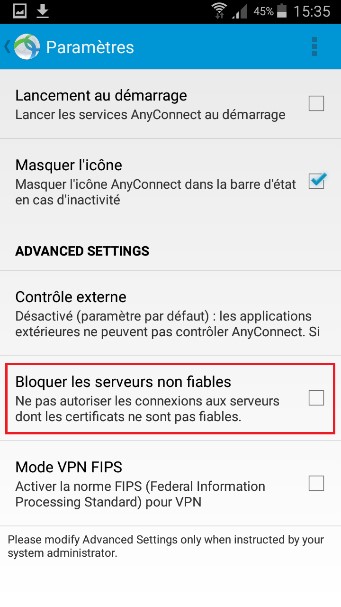 45% 15:35
Paramètres
Lancement au démarrage
Lancer les services AnyConnect au démarrage
Masquer l'icône
Masquer l'icône AnyConnect dans la barre d'état
en cas d'inactivité
ADVANCED SETTINGS
Contrôle externe
Désactivé (paramètre par défaut) : les applications
extérieures ne peuvent pas contrôler AnyConnect. Si
Bloquer les serveurs non fiables
Ne pas autoriser les connexions aux serveurs
dont les certificats ne sont pas fiables.
Mode VPN FIPS
Activer la norme FIPS (Federal Information
Processing Standard) pour VPN
Please modify Advanced Settings only when instructed by your
system administrator.